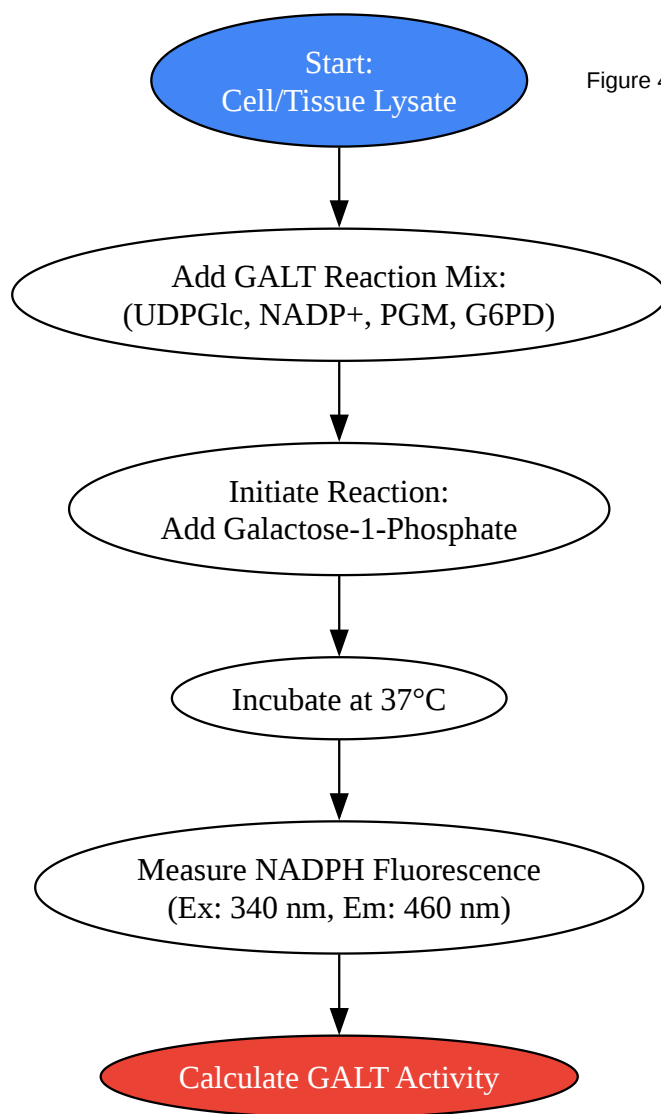 Start:
Cell/Tissue Lysate
Figure 4
Add GALT Reaction Mix:
(UDPGlc, NADP+, PGM, G6PD)
Initiate Reaction:
Add Galactose-1-Phosphate
Incubate at 37°C
Measure NADPH Fluorescence
(Ex: 340 nm, Em: 460 nm)
Calculate GALT Activity